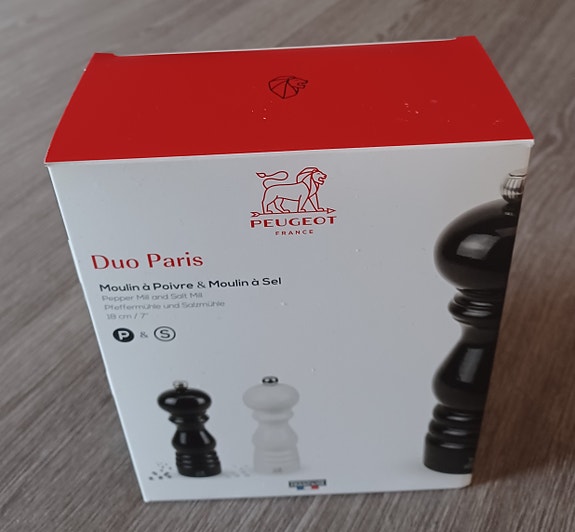 PEUGEOT
FRANCE
Duo Paris
Moulin à Poivre & Moulin à Sel
Pepper Mill and Salt Mill
Pfeffermühle und Salzmühle
18 cm / 7"
P & S